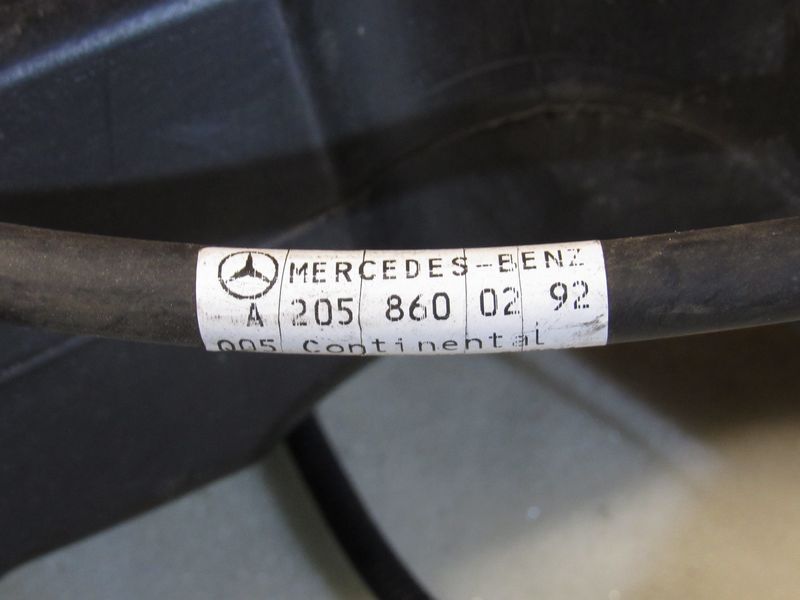 MERCEDES-BENZ
A 205 860 02 92
005 Continental